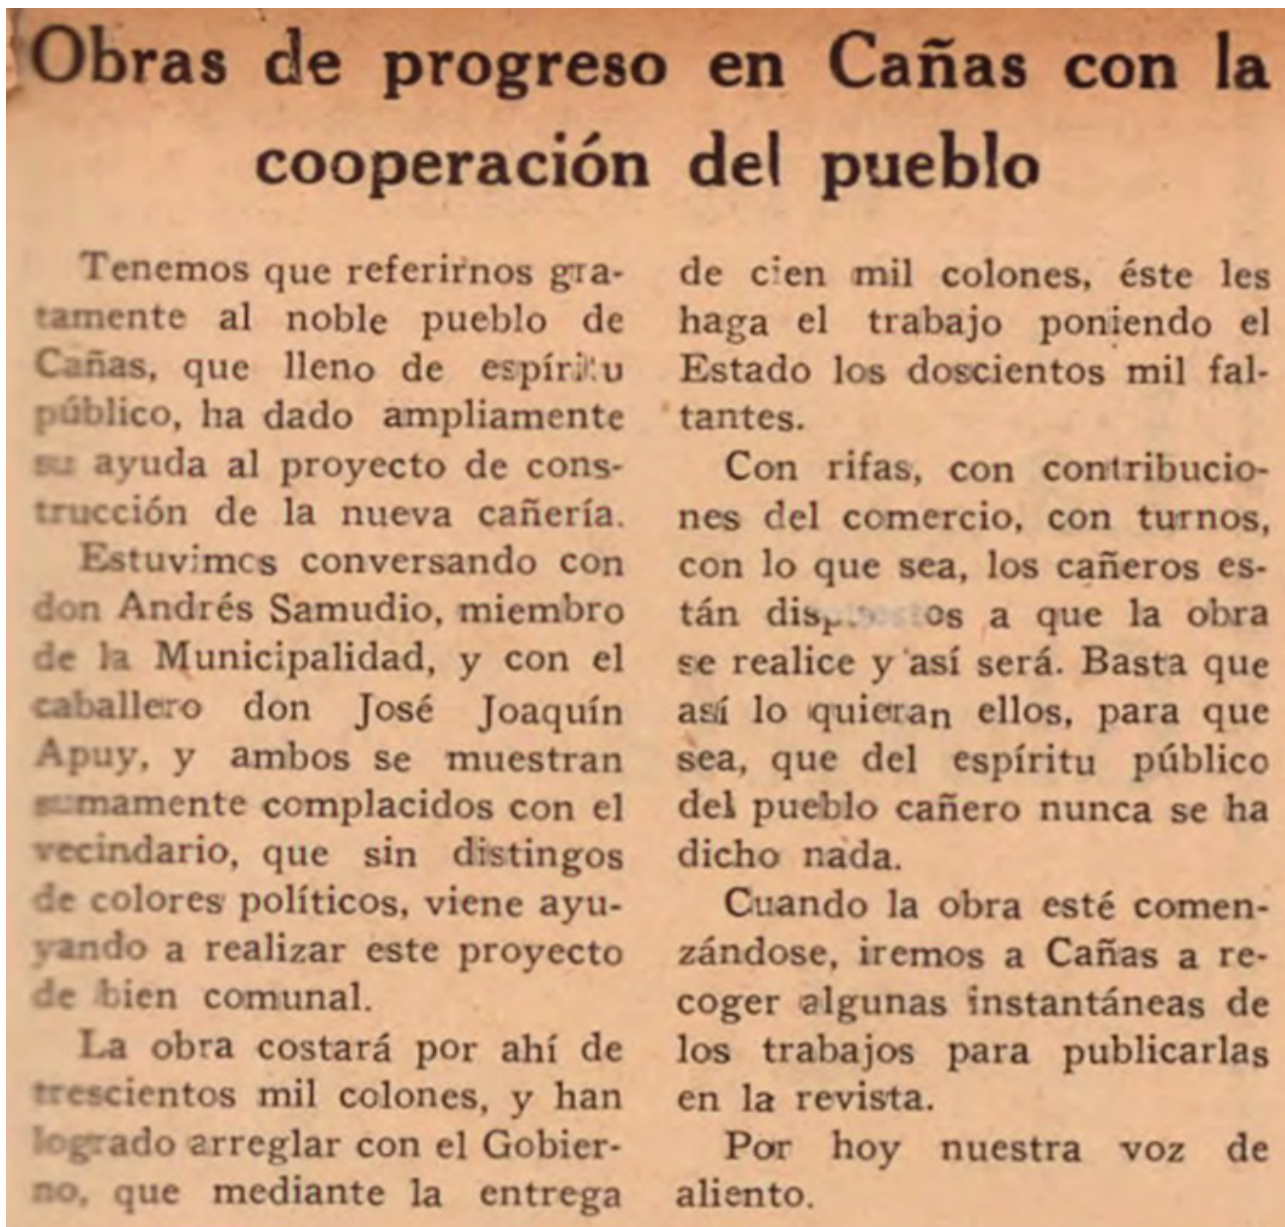 Obras de progreso en Cañas con la
cooperación del pueblo
Tenemos que referirnos gra-
tamente al noble pueblo de
Cañas, que lleno de espíritu
público, ha dado ampliamente
su ayuda al proyecto de cons-
trucción de la nueva cañería.
Estuvimos conversando con
don Andrés Samudio, miembro
de la Municipalidad, y con el
caballero don José Joaquín
Apuy, y ambos se muestran
sumamente complacidos con el
vecindario, que sin distingos
de colores políticos, viene ayu-
yando a realizar este proyecto
de bien comunal.
La obra costará por ahí de
trescientos mil colones, y han
logrado arreglar con el Gobier-
no, que mediante la entrega
de cien mil colones, éste les
haga el trabajo poniendo el
Estado los doscientos mil fal-
tantes.
Con rifas, con contribucio-
nes del comercio, con turnos,
con lo que sea, los cañeros es-
tán dispuestos a que la obra
se realice y así será. Basta que
así lo quieran ellos, para que
sea, que del espíritu público
del pueblo cañero nunca se ha
dicho nada.
Cuando la obra esté comen-
zándose, iremos a Cañas a re-
coger algunas instantáneas de
los trabajos para publicarlas
en la revista.
Por hoy nuestra voz de
aliento.